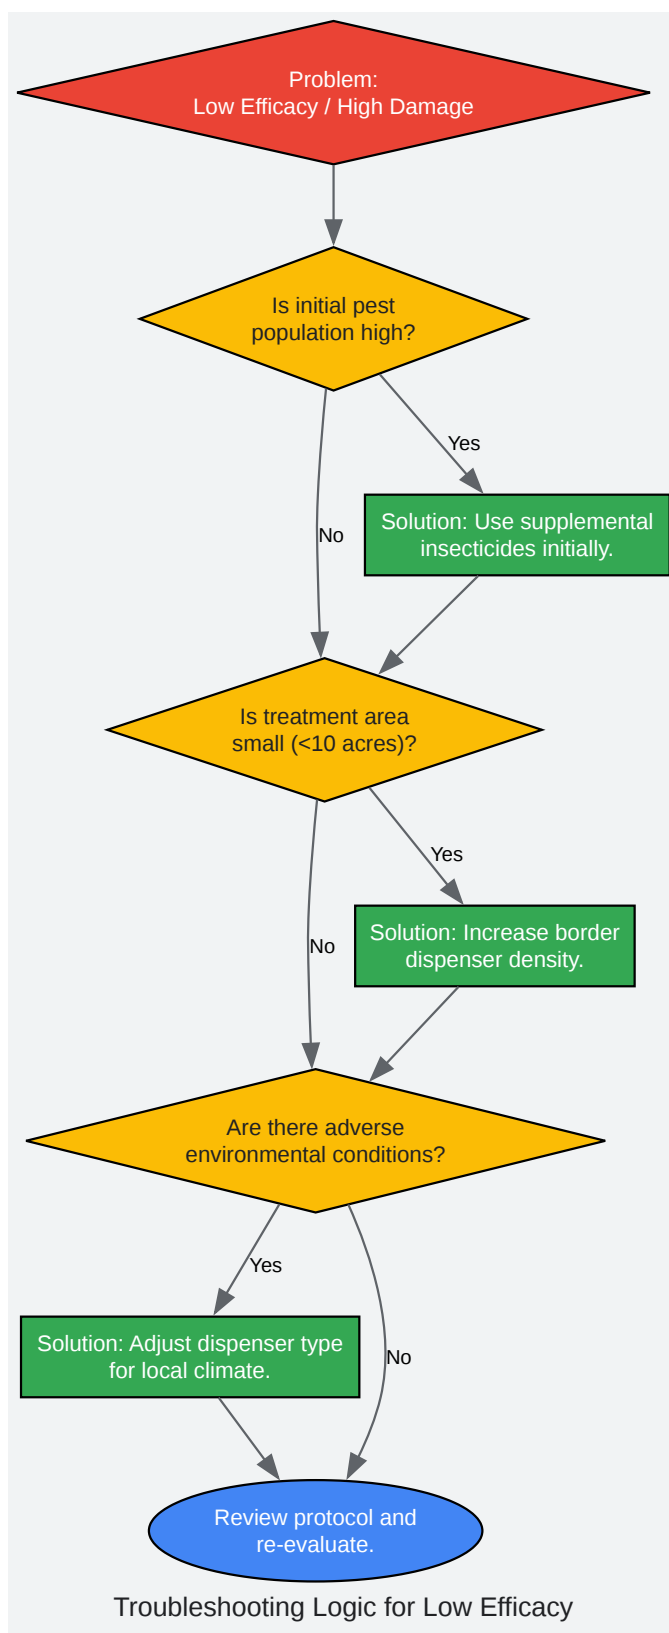 Problem:
Low Efficacy / High Damage
Is initial pest
population high?
Yes
Solution: Use supplemental
insecticides initially.
No
Is treatment area
small (<10 acres)?
Yes
Solution: Increase border
dispenser density.
No
Are there adverse
environmental conditions?
Yes
Solution: Adjust dispenser type
for local climate.
No
Review protocol and
re-evaluate.
Troubleshooting Logic for Low Efficacy